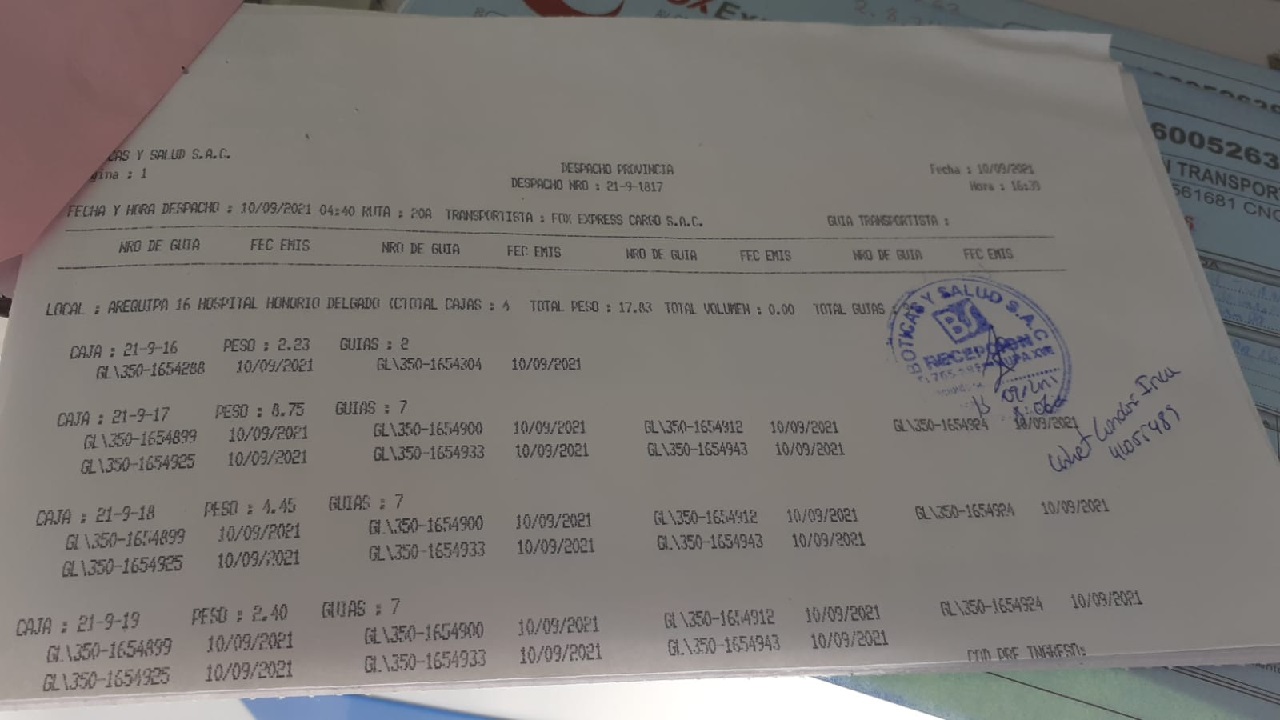 CAS Y SALUD S.A.C.
gina : 1
DESPACHO PROVINCIA
DESPACHO NRO : 21-9-1817
Fecha : 10/09/2021
Hora : 16:39
FECHA Y HORA DESPACHO : 10/09/2021 04:40 RUTA : 20A TRANSPORTISTA : FOX EXPRESS CARGO S.A.C. GUIA TRANSPORTISTA :
NRO DE GUIA FEC EMIS NRO DE GUIA FEC EMIS NRO DE GUIA FEC EMIS NRO DE GUIA FEC EMIS
LOCAL : AREQUIPA 16 HOSPITAL HONORIO DELGADO (CTOTAL CAJAS : 4 TOTAL PESO : 17.83 TOTAL VOLUMEN : 0.00 TOTAL GUIAS
CAJA : 21-9-16 PESO : 2.23 GUIAS : 2
GL\350-1654288 10/09/2021 GL\350-1654304 10/09/2021
CAJA : 21-9-17 PESO : 8.75 GUIAS : 7
GL\350-1654899 10/09/2021 GL\350-1654900 10/09/2021 GL\350-1654912 10/09/2021 GL\350-1654924 10/09/2021
GL\350-1654925 10/09/2021 GL\350-1654933 10/09/2021 GL\350-1654943 10/09/2021
CAJA : 21-9-18 PESO : 4.45 GUIAS : 7
GL\350-1654899 10/09/2021 GL\350-1654900 10/09/2021 GL\350-1654912 10/09/2021 GL\350-1654924 10/09/2021
GL\350-1654925 10/09/2021 GL\350-1654933 10/09/2021 GL\350-1654943 10/09/2021
CAJA : 21-9-19 PESO : 2.40 GUIAS : 7
GL\350-1654899 10/09/2021 GL\350-1654900 10/09/2021 GL\350-1654912 10/09/2021 GL\350-1654924 10/09/2021
GL\350-1654925 10/09/2021 GL\350-1654933 10/09/2021 GL\350-1654943 10/09/2021
BOTICAS Y SALUD S.A.C
RECEPCION
41055489
6005263
N TRANSPOR
561681